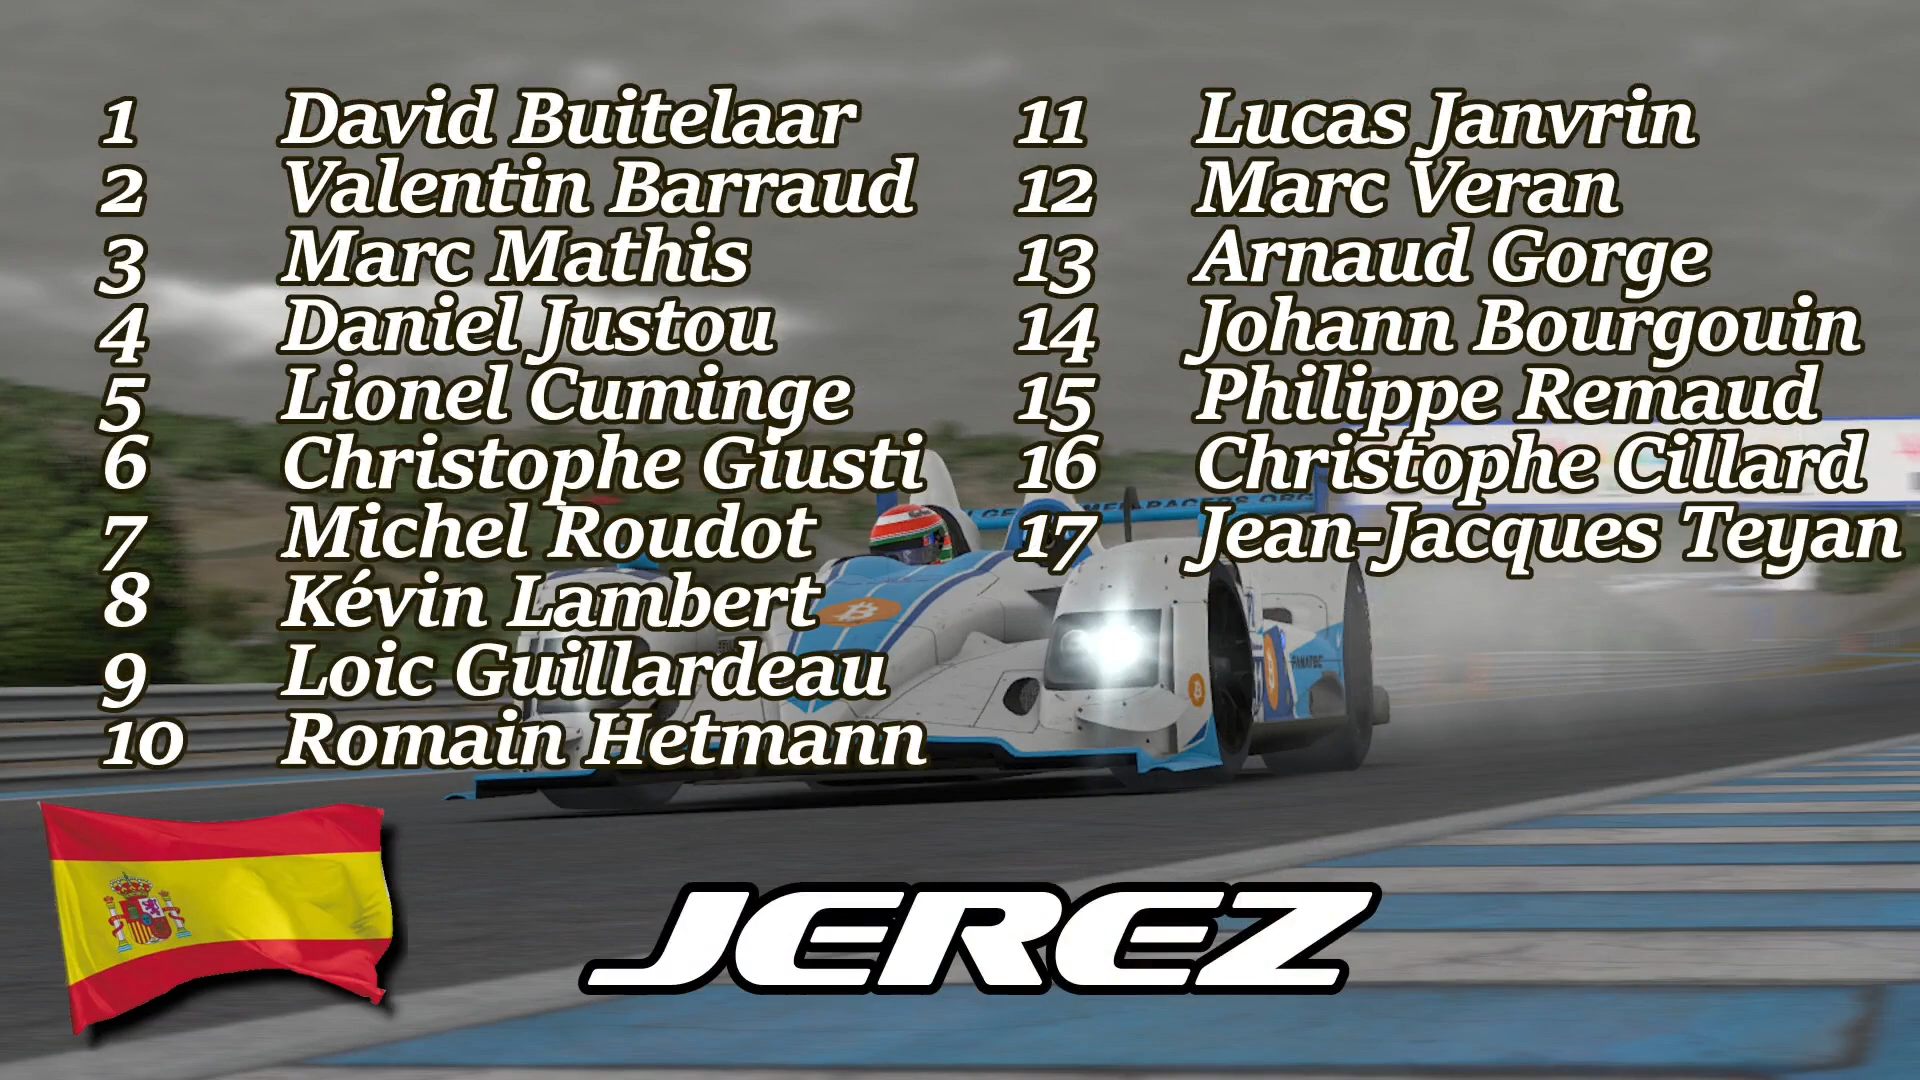 1 David Buitelaar
2 Valentin Barraud
3 Marc Mathis
4 Daniel Justou
5 Lionel Cuminge
6 Christophe Giusti
7 Michel Roudot
8 Kévin Lambert
9 Loic Guillardeau
10 Romain Hetmann
11 Lucas Janvrin
12 Marc Veran
13 Arnaud Gorge
14 Johann Bourgouin
15 Philippe Remaud
16 Christophe Cillard
17 Jean-Jacques Teyan
FANATEC
JEREZ